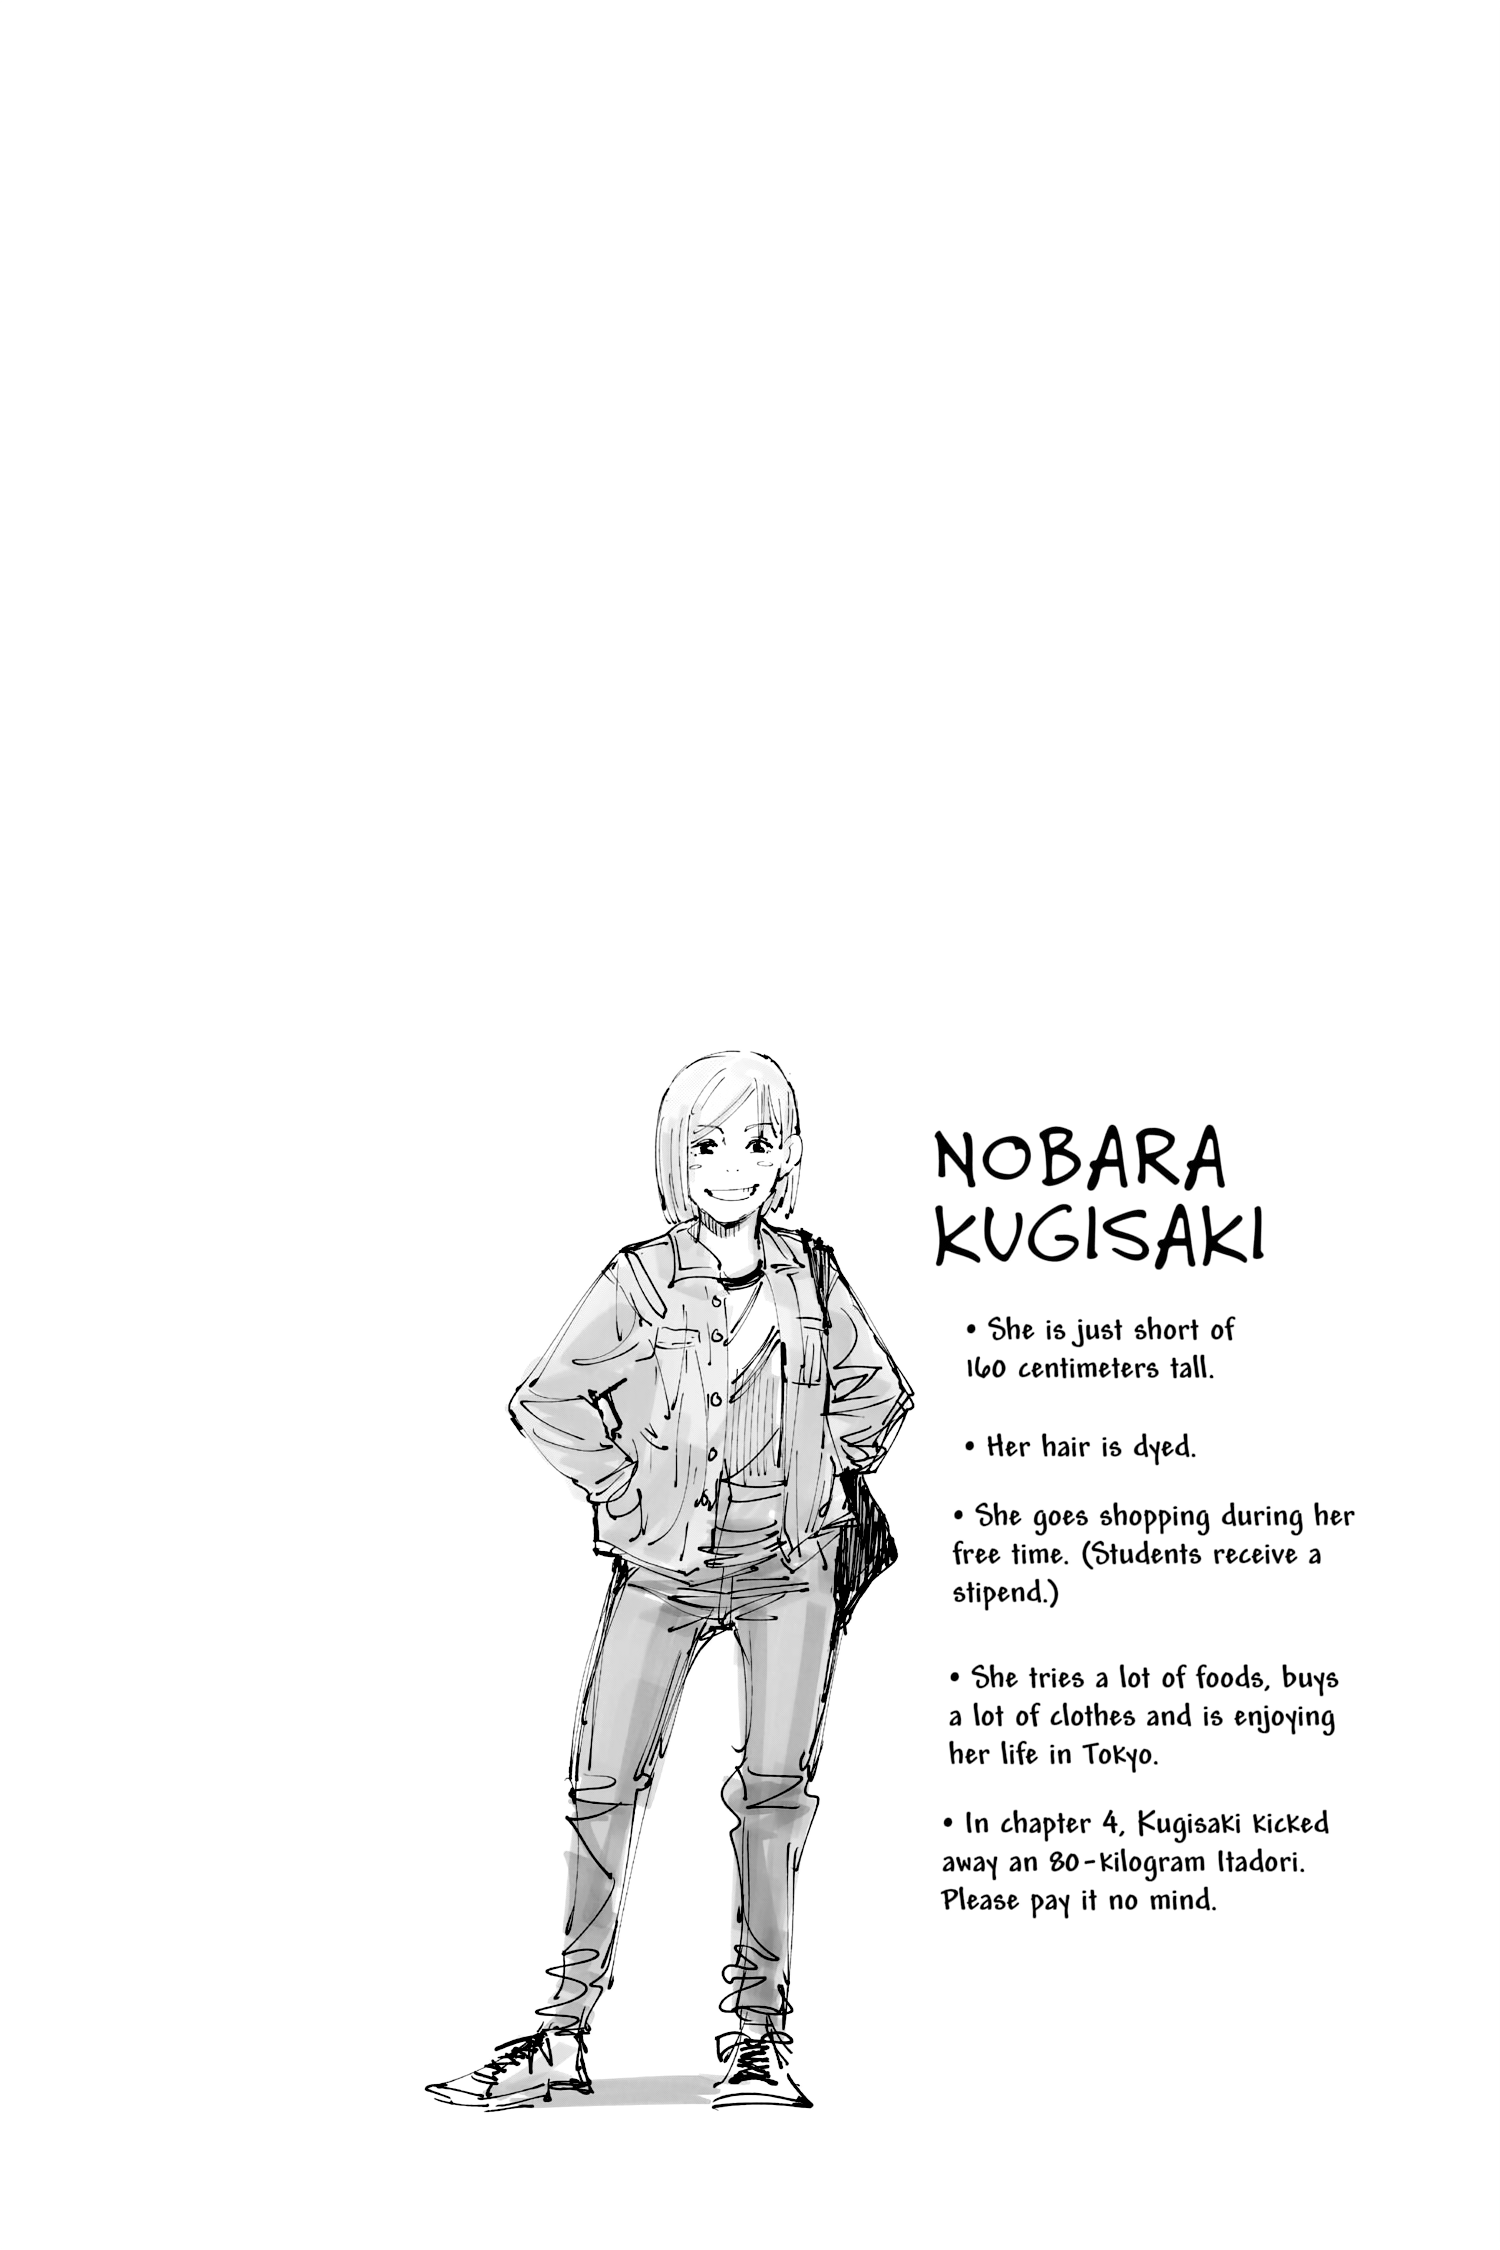 NOBARA
KUGISAKI
• She is just short of
160 centimeters tall.
• Her hair is dyed.
• She goes shopping during her
free time. (Students receive a
stipend.)
• She tries a lot of foods, buys
a lot of clothes and is enjoying
her life in Tokyo.
• In chapter 4, Kugisaki kicked
away an 80-kilogram Itadori.
Please pay it no mind.